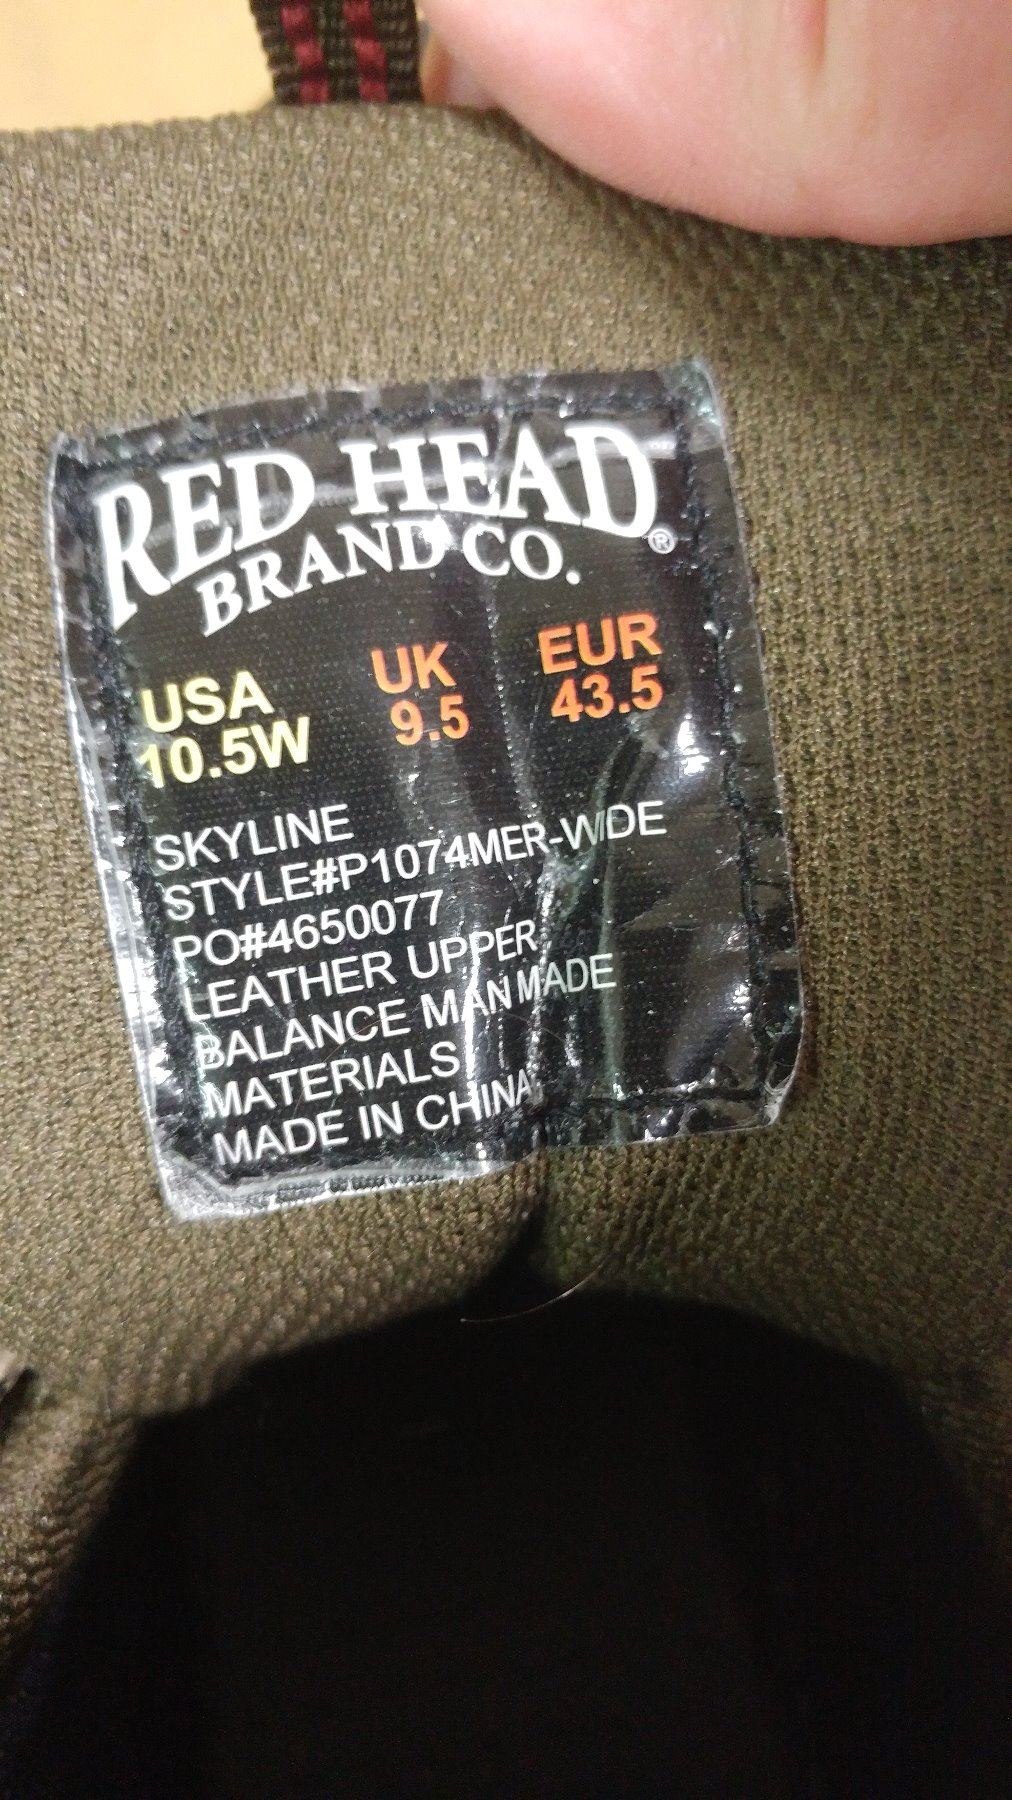 RED HEAD®
BRAND CO.
USA UK EUR
10.5W 9.5 43.5
SKYLINE
STYLE#P1074MER-WIDE
PO#4650077
LEATHER UPPER
BALANCE MAN MADE
MATERIALS
MADE IN CHINA